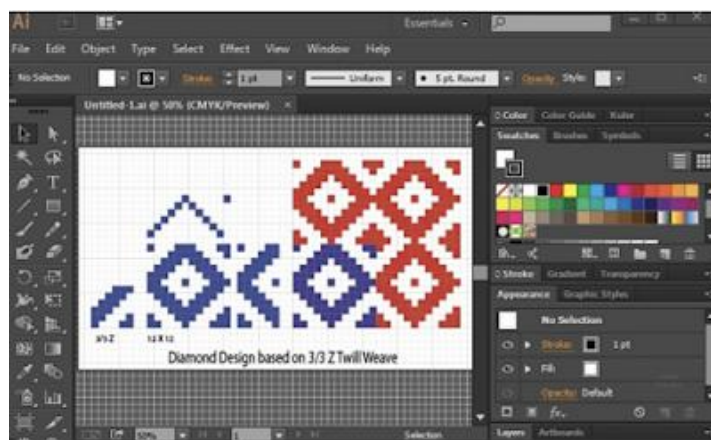 Ai
Essentials
File Edit Object Type Select Effect View Window Help
No Selection Stroke: 1 pt Uniform 5 pt. Round Opacity Style:
Untitled-1.ai @ 50% (CMYK/Preview) ×
Color Color Guide Kuler
Swatches Brushes Symbols
3/3 Z
12 X 12
Diamond Design based on 3/3 Z Twill Weave
Stroke Gradient Transparency
Appearance Graphic Styles
No Selection
Stroke: 1 pt
Fill:
Opacity: Default
fx.
50% 1 Selection
Layers Artboards